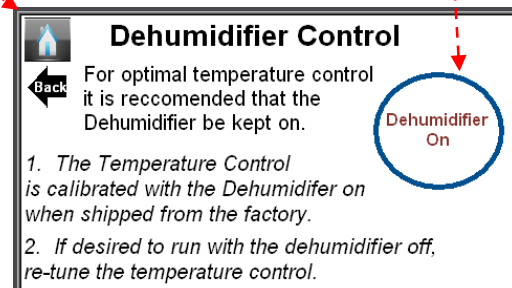 Dehumidifier Control
Back
For optimal temperature control
it is reccomended that the
Dehumidifier be kept on.
Dehumidifier
On
1. The Temperature Control
is calibrated with the Dehumidifer on
when shipped from the factory.
2. If desired to run with the dehumidifier off,
re-tune the temperature control.